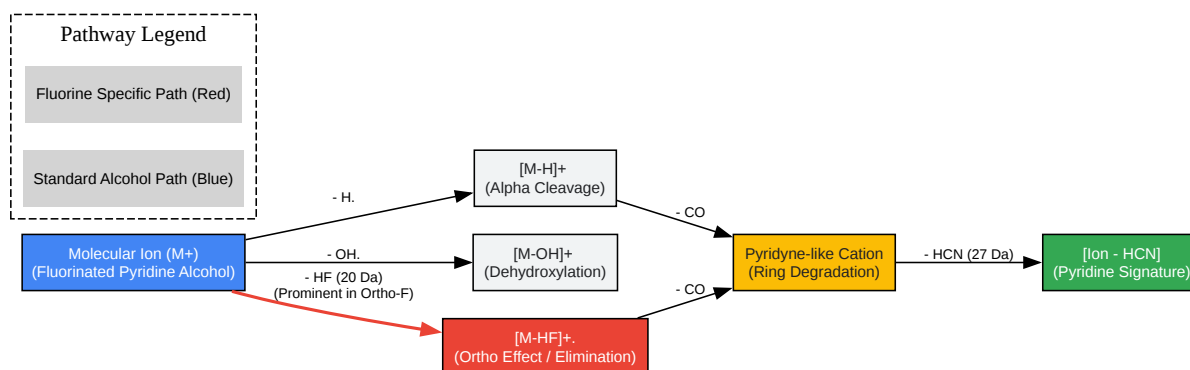 Pathway Legend
Fluorine Specific Path (Red)
Standard Alcohol Path (Blue)
Molecular Ion (M+)
(Fluorinated Pyridine Alcohol)
- H.
- OH.
- HF (20 Da)
(Prominent in Ortho-F)
[M-H]+
(Alpha Cleavage)
[M-OH]+
(Dehydroxylation)
[M-HF]+.
(Ortho Effect / Elimination)
- CO
- CO
Pyridyne-like Cation
(Ring Degradation)
- HCN (27 Da)
[Ion - HCN]
(Pyridine Signature)